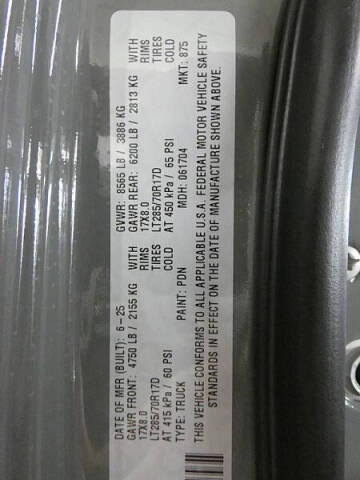 DATE OF MFR (BUILT): 6-25 GVWR: 8565 LB / 3886 KG
GAWR FRONT: 4750 LB / 2155 KG WITH GAWR REAR: 6200 LB / 2813 KG WITH
17X8.0 RIMS 17X8.0 RIMS
LT285/70R17D TIRES LT285/70R17D TIRES
AT 415 kPa / 60 PSI COLD AT 450 kPa / 65 PSI COLD
TYPE: TRUCK PAINT: PDN MDH: 061704 MKT: 875
THIS VEHICLE CONFORMS TO ALL APPLICABLE U.S.A. FEDERAL MOTOR VEHICLE SAFETY
STANDARDS IN EFFECT ON THE DATE OF MANUFACTURE SHOWN ABOVE.